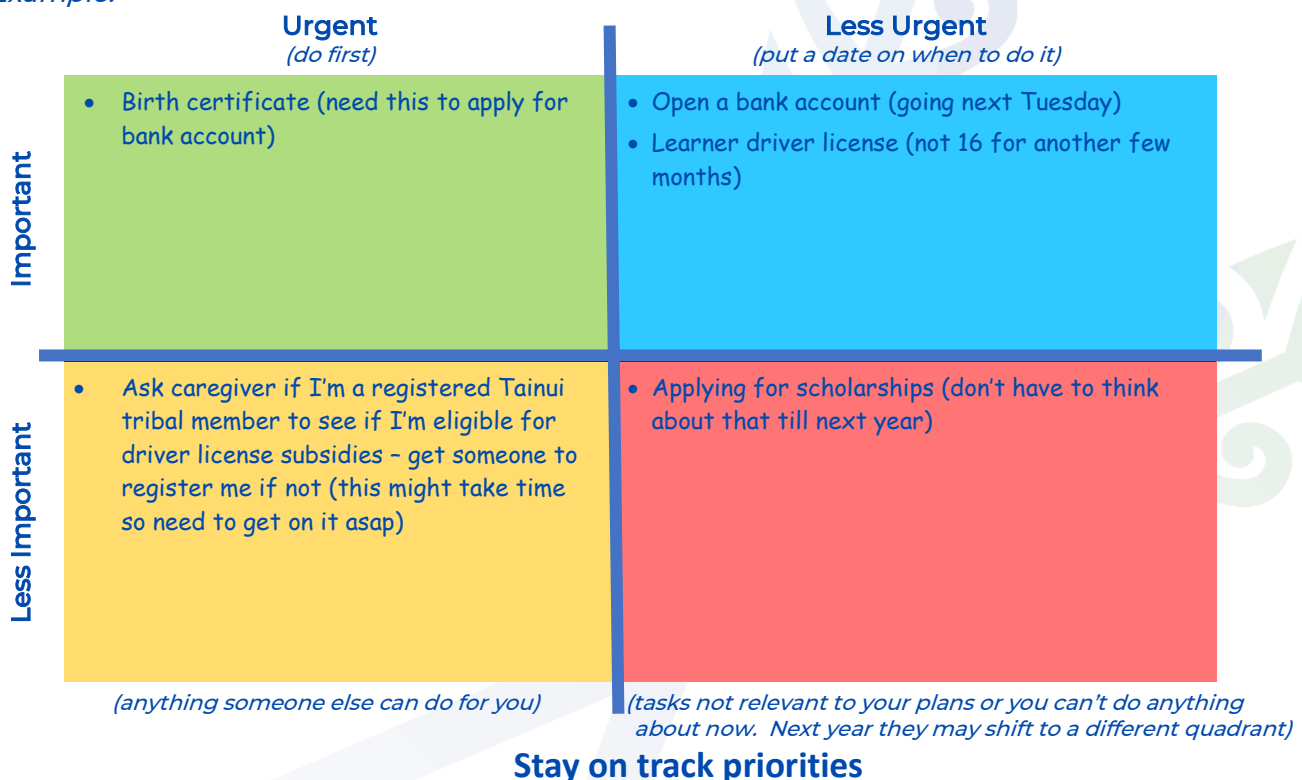 Example:
Urgent
(do first)
Less Urgent
(put a date on when to do it)
Important
• Birth certificate (need this to apply for
bank account)
• Open a bank account (going next Tuesday)
• Learner driver license (not 16 for another few
months)
Less Important
• Ask caregiver if I'm a registered Tainui
tribal member to see if I'm eligible for
driver license subsidies – get someone to
register me if not (this might take time
so need to get on it asap)
• Applying for scholarships (don't have to think
about that till next year)
(anything someone else can do for you)
(tasks not relevant to your plans or you can't do anything
about now.  Next year they may shift to a different quadrant)
Stay on track priorities